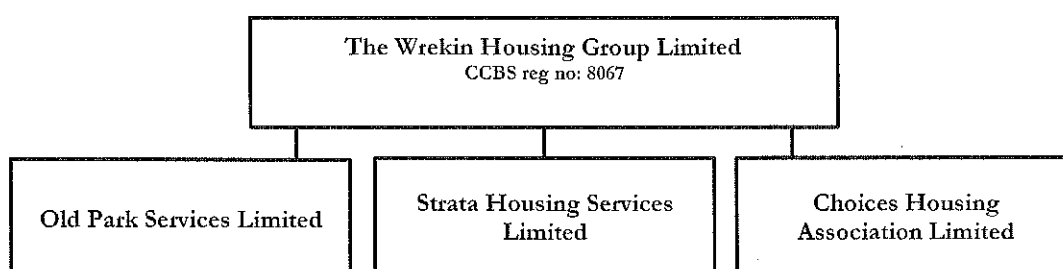 The Wrekin Housing Group Limited
CCBS reg no: 8067
Old Park Services Limited
Strata Housing Services
Limited
Choices Housing
Association Limited